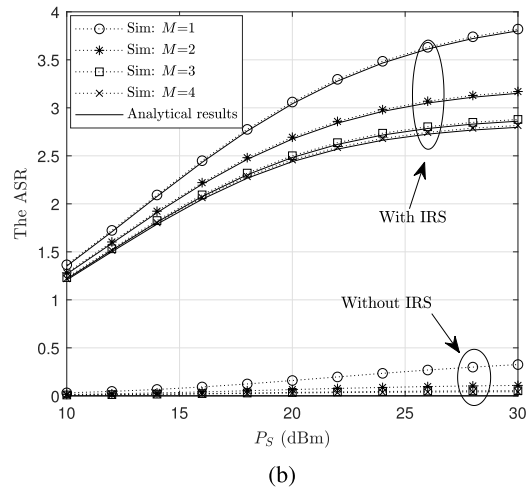 4
3.5
3
2.5
2
1.5
1
0.5
0
The ASR
Sim: M=1
Sim: M=2
Sim: M=3
Sim: M=4
Analytical results
With IRS
Without IRS
10 15 20 25 30
P_S (dBm)
(b)